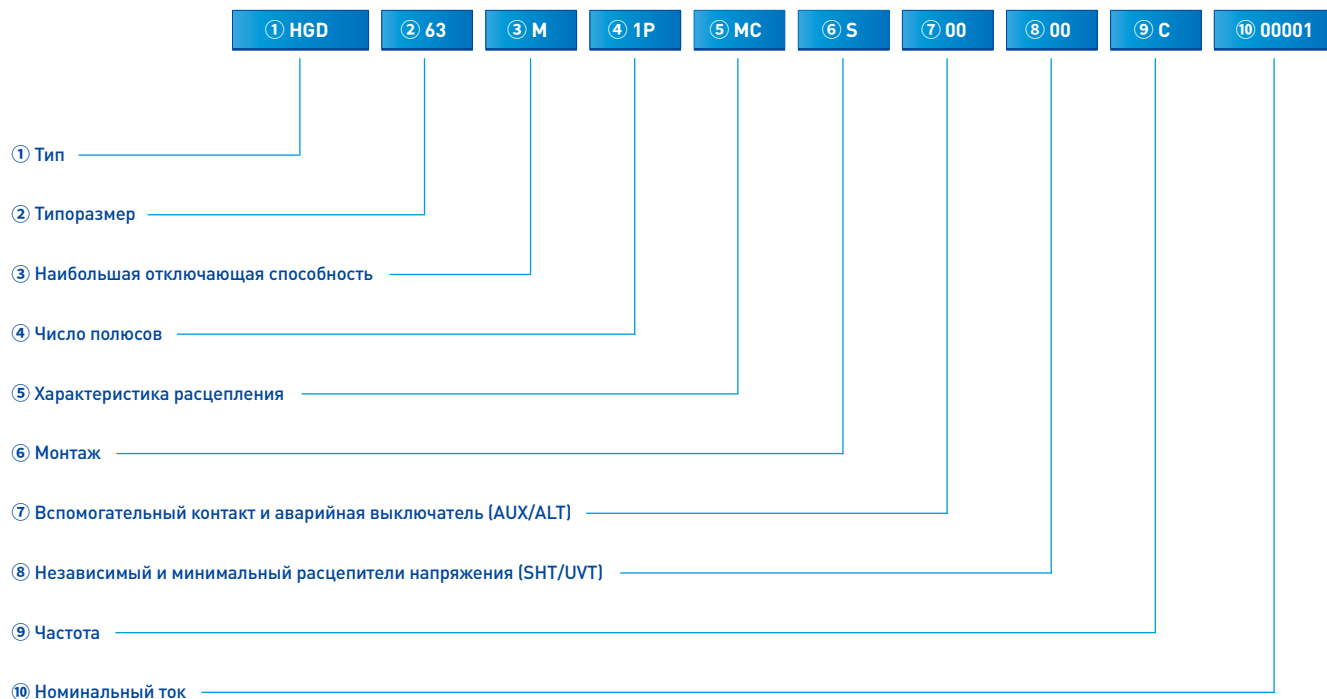 ① HGD ② 63 ③ M ④ 1P ⑤ MC ⑥ S ⑦ 00 ⑧ 00 ⑨ C ⑩ 00001
① Тип
② Типоразмер
③ Наибольшая отключающая способность
④ Число полюсов
⑤ Характеристика расцепления
⑥ Монтаж
⑦ Вспомогательный контакт и аварийная выключатель (AUX/ALT)
⑧ Независимый и минимальный расцепители напряжения (SHT/UVT)
⑨ Частота
⑩ Номинальный ток